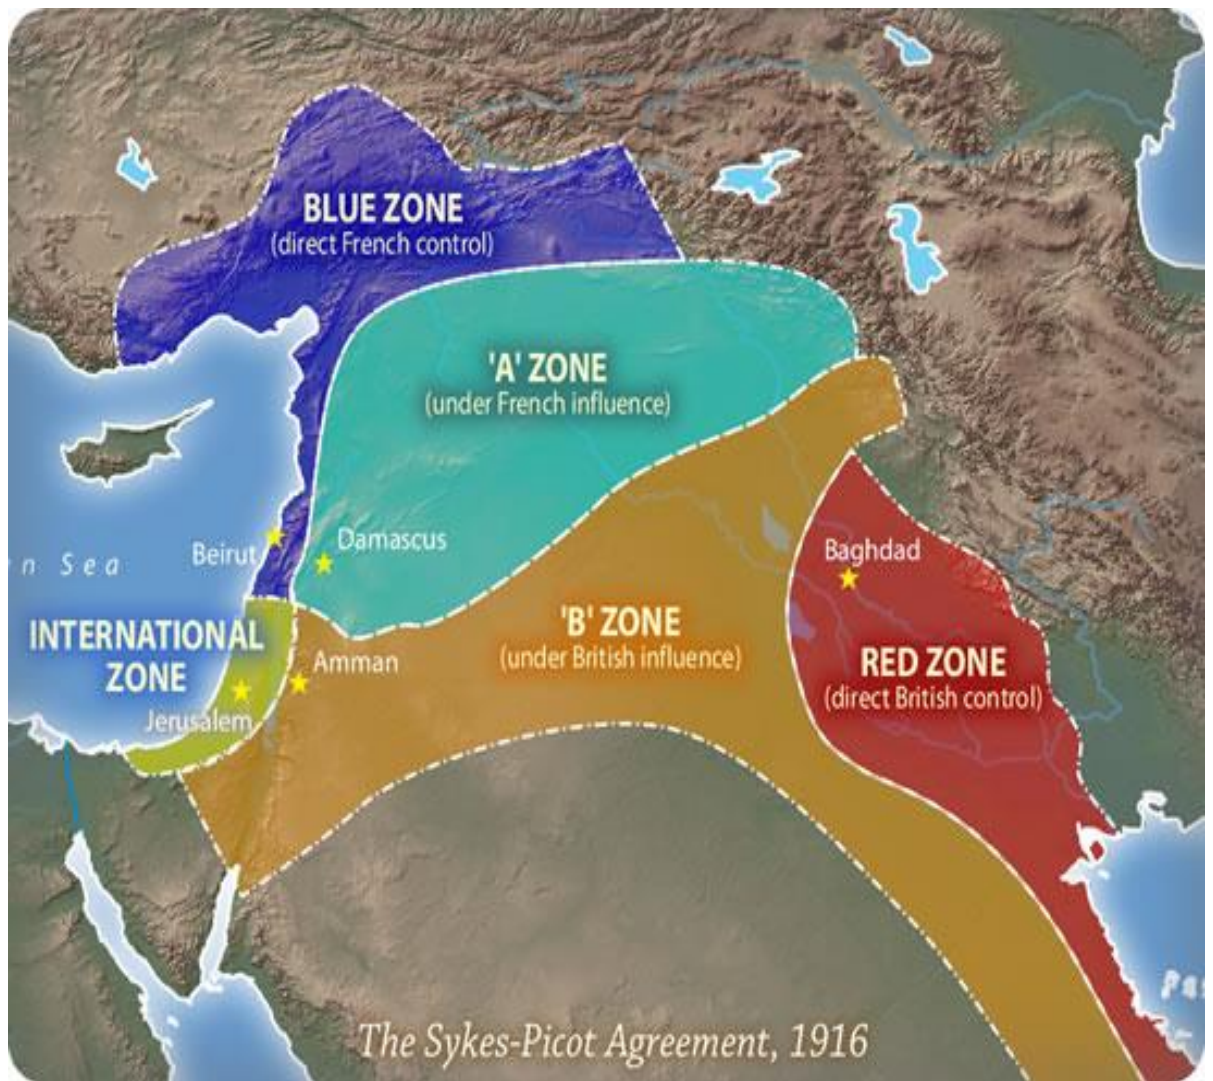 BLUE ZONE
(direct French control)
'A' ZONE
(under French influence)
Damascus
Beirut
n Sea
Baghdad
INTERNATIONAL
ZONE
'B' ZONE
(under British influence)
Amman
RED ZONE
(direct British control)
Jerusalem
The Sykes-Picot Agreement, 1916